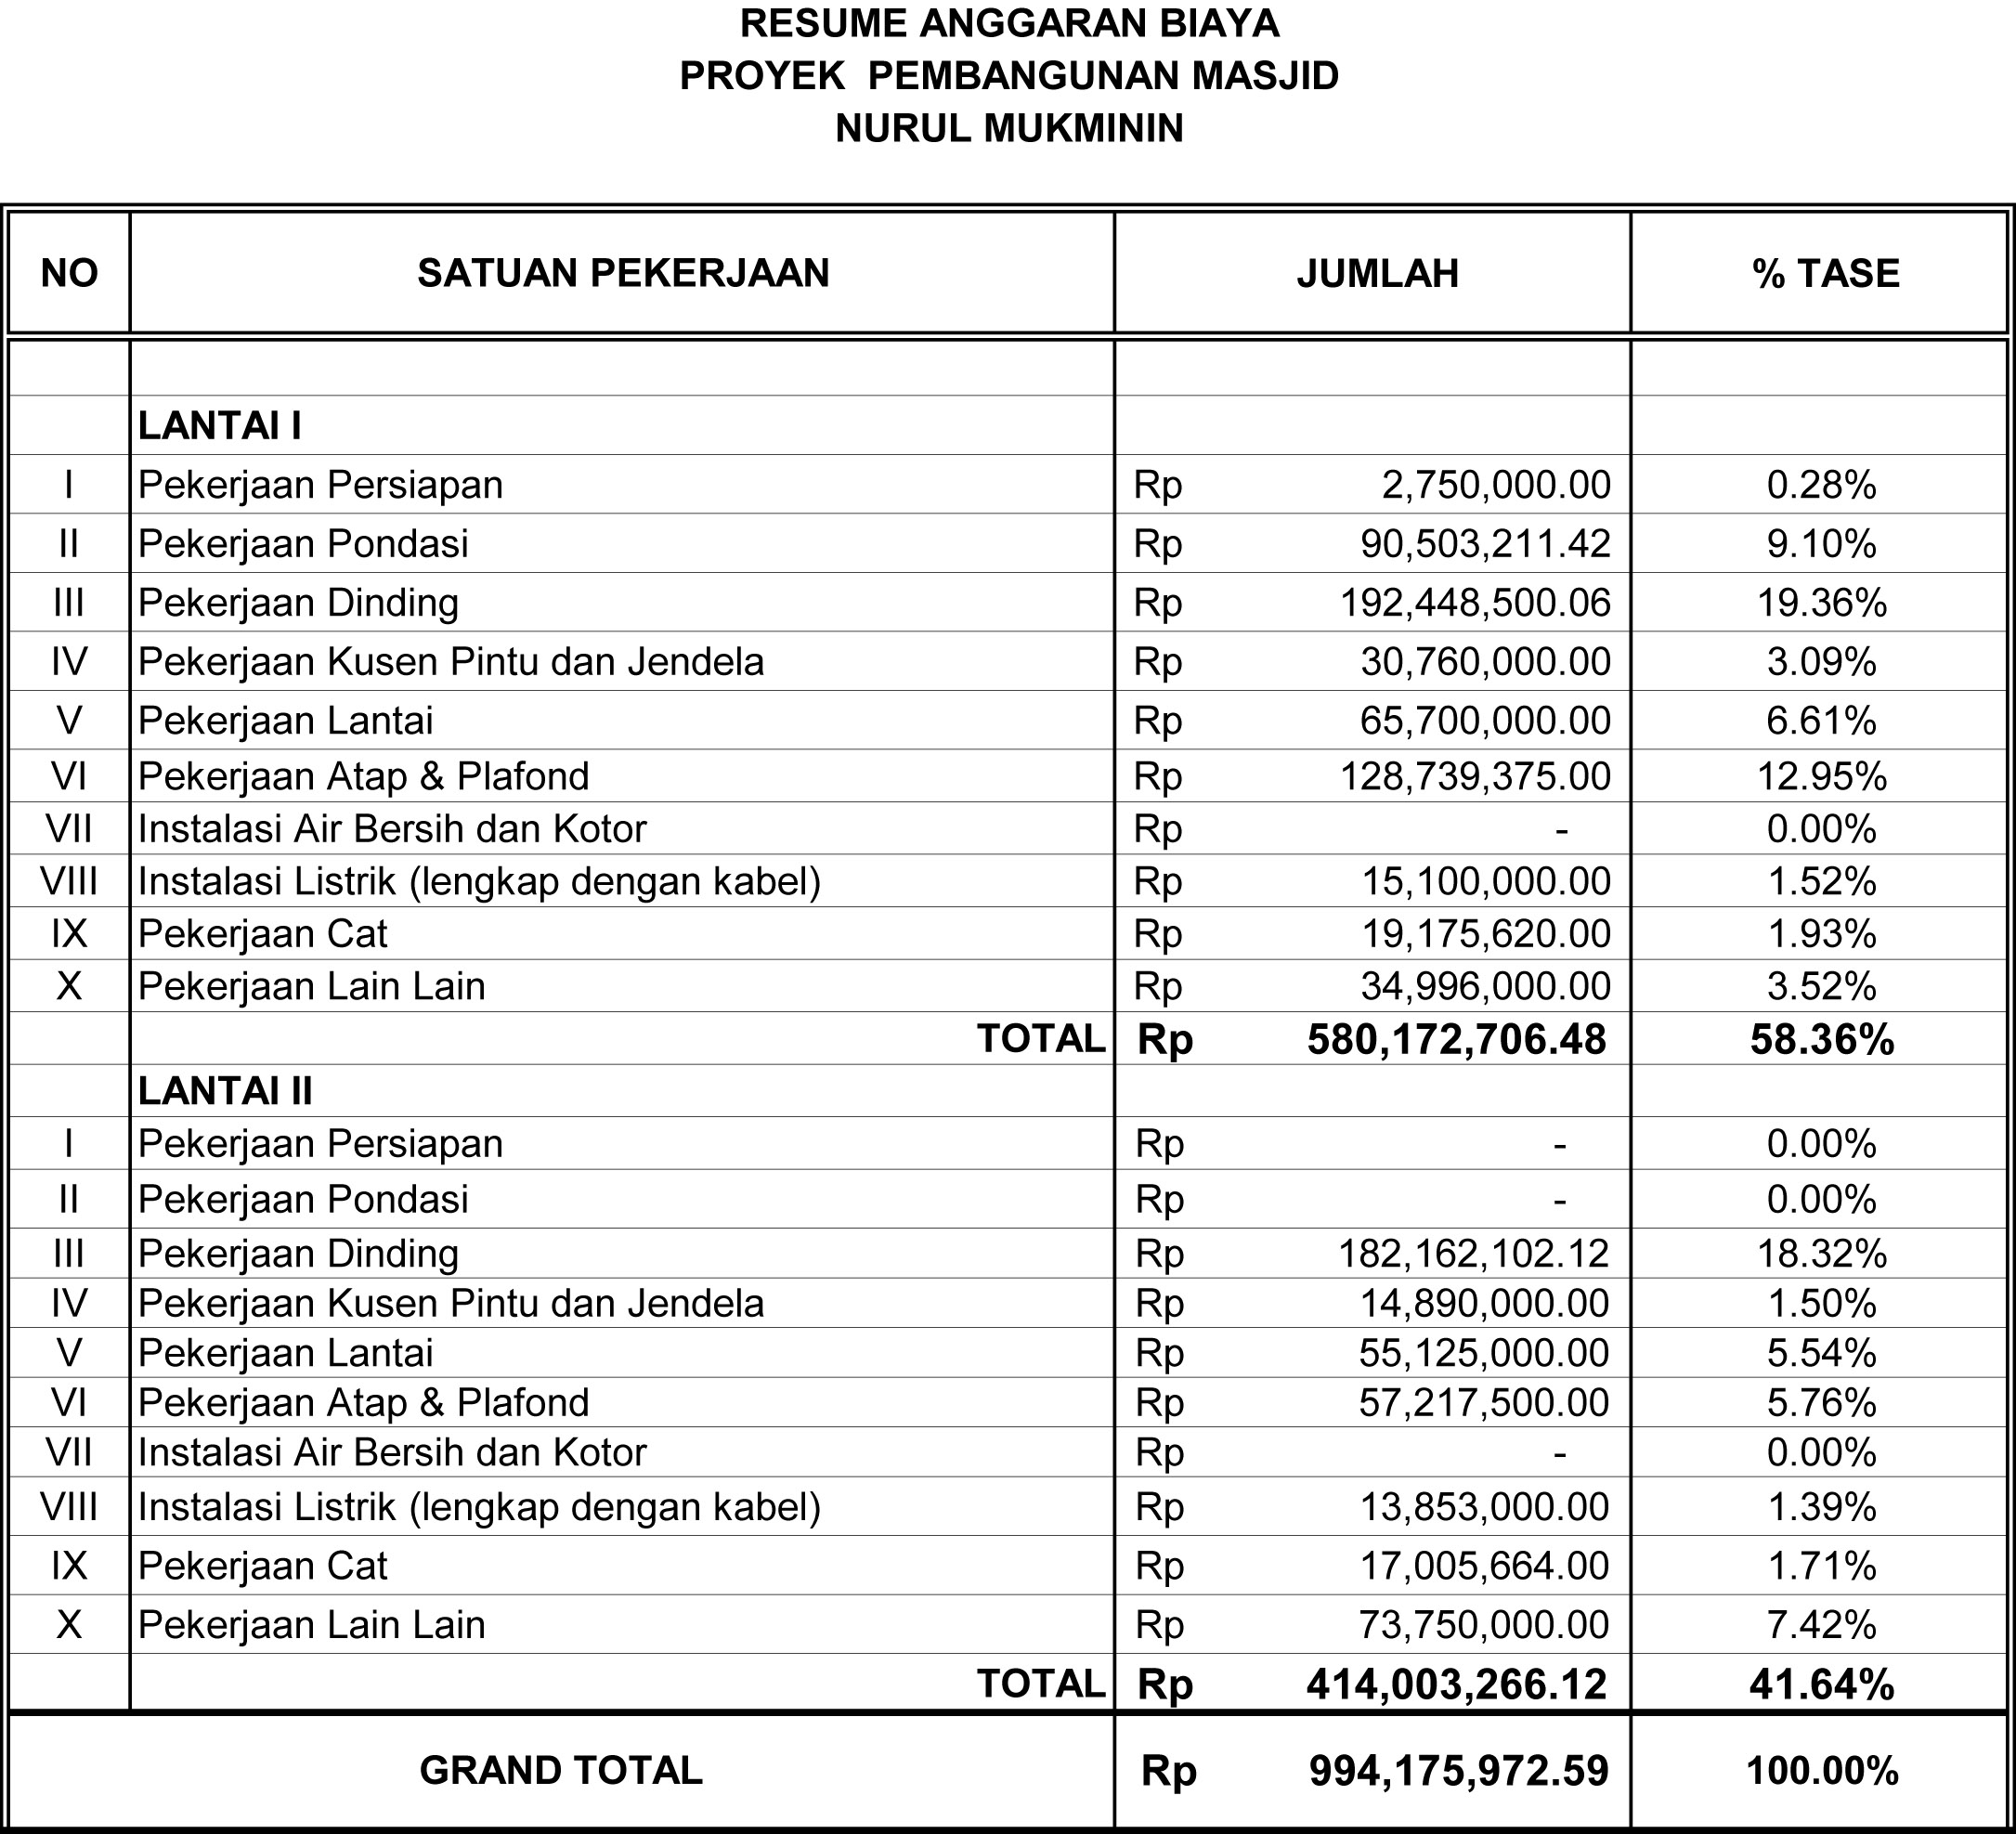 RESUME ANGGARAN BIAYA
PROYEK PEMBANGUNAN MASJID
NURUL MUKMININ
NO SATUAN PEKERJAAN JUMLAH % TASE
LANTAI I
I Pekerjaan Persiapan Rp 2,750,000.00 0.28%
II Pekerjaan Pondasi Rp 90,503,211.42 9.10%
III Pekerjaan Dinding Rp 192,448,500.06 19.36%
IV Pekerjaan Kusen Pintu dan Jendela Rp 30,760,000.00 3.09%
V Pekerjaan Lantai Rp 65,700,000.00 6.61%
VI Pekerjaan Atap & Plafond Rp 128,739,375.00 12.95%
VII Instalasi Air Bersih dan Kotor Rp - 0.00%
VIII Instalasi Listrik (lengkap dengan kabel) Rp 15,100,000.00 1.52%
IX Pekerjaan Cat Rp 19,175,620.00 1.93%
X Pekerjaan Lain Lain Rp 34,996,000.00 3.52%
TOTAL Rp 580,172,706.48 58.36%
LANTAI II
I Pekerjaan Persiapan Rp - 0.00%
II Pekerjaan Pondasi Rp - 0.00%
III Pekerjaan Dinding Rp 182,162,102.12 18.32%
IV Pekerjaan Kusen Pintu dan Jendela Rp 14,890,000.00 1.50%
V Pekerjaan Lantai Rp 55,125,000.00 5.54%
VI Pekerjaan Atap & Plafond Rp 57,217,500.00 5.76%
VII Instalasi Air Bersih dan Kotor Rp - 0.00%
VIII Instalasi Listrik (lengkap dengan kabel) Rp 13,853,000.00 1.39%
IX Pekerjaan Cat Rp 17,005,664.00 1.71%
X Pekerjaan Lain Lain Rp 73,750,000.00 7.42%
TOTAL Rp 414,003,266.12 41.64%
GRAND TOTAL Rp 994,175,972.59 100.00%